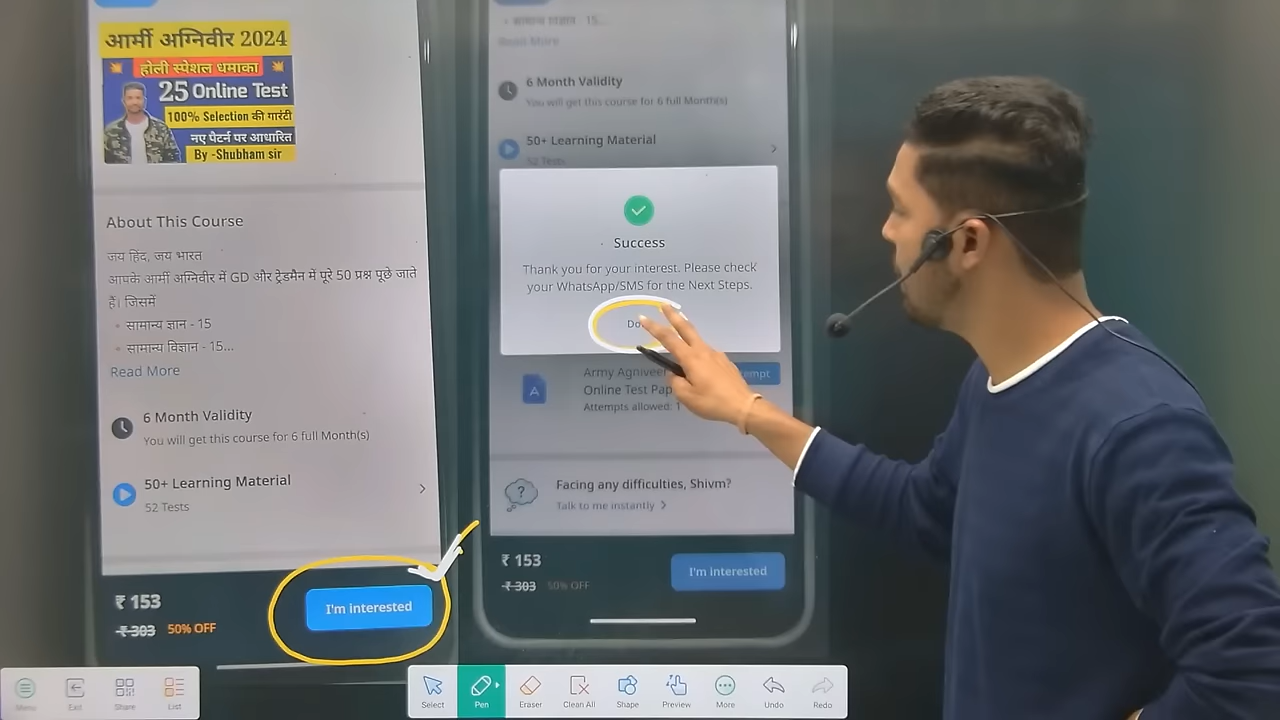 आर्मी अग्निवीर 2024
होली स्पेशल धमाका
25 Online Test
100% Selection की गारंटी
नए पैटर्न पर आधारित
By -Shubham sir
About This Course
जय हिंद, जय भारत
आपके आर्मी अग्निवीर में GD और ट्रेडमैन में पूरे 50 प्रश्न पूछे जाते
हैं। जिसमें
सामान्य ज्ञान - 15
सामान्य विज्ञान - 15...
Read More
6 Month Validity
You will get this course for 6 full Month(s)
50+ Learning Material
52 Tests
₹ 153
₹ 303 50% OFF
I'm interested
सामान्य विज्ञान - 15...
Read More
6 Month Validity
You will get this course for 6 full Month(s)
50+ Learning Material
52 Tests
Success
Thank you for your interest. Please check
your WhatsApp/SMS for the Next Steps.
Army Agniveer
Online Test
Attempts allowed: 1
Facing any difficulties, Shivm?
Talk to me instantly
₹ 153
₹ 303 50% OFF
I'm interested
Menu Exit Share List
Select Pen Eraser Clean All Shape Preview More Undo Redo